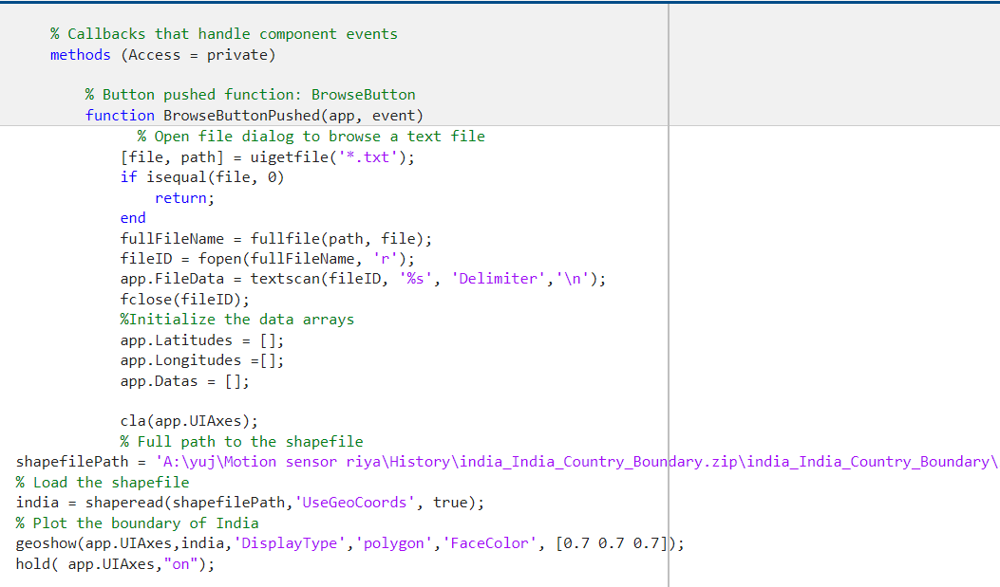 % Callbacks that handle component events
methods (Access = private)
% Button pushed function: BrowseButton
function BrowseButtonPushed(app, event)
% Open file dialog to browse a text file
[file, path] = uigetfile('*.txt');
if isequal(file, 0)
return;
end
fullFileName = fullfile(path, file);
fileID = fopen(fullFileName, 'r');
app.FileData = textscan(fileID, '%s', 'Delimiter','\n');
fclose(fileID);
%Initialize the data arrays
app.Latitudes = [];
app.Longitudes =[];
app.Datas = [];
cla(app.UIAxes);
% Full path to the shapefile
shapefilePath = 'A:\yuj\Motion sensor riya\History\india_India_Country_Boundary.zip\india_India_Country_Boundary\
% Load the shapefile
india = shaperead(shapefilePath,'UseGeoCoords', true);
% Plot the boundary of India
geoshow(app.UIAxes,india,'DisplayType','polygon','FaceColor', [0.7 0.7 0.7]);
hold( app.UIAxes,"on");